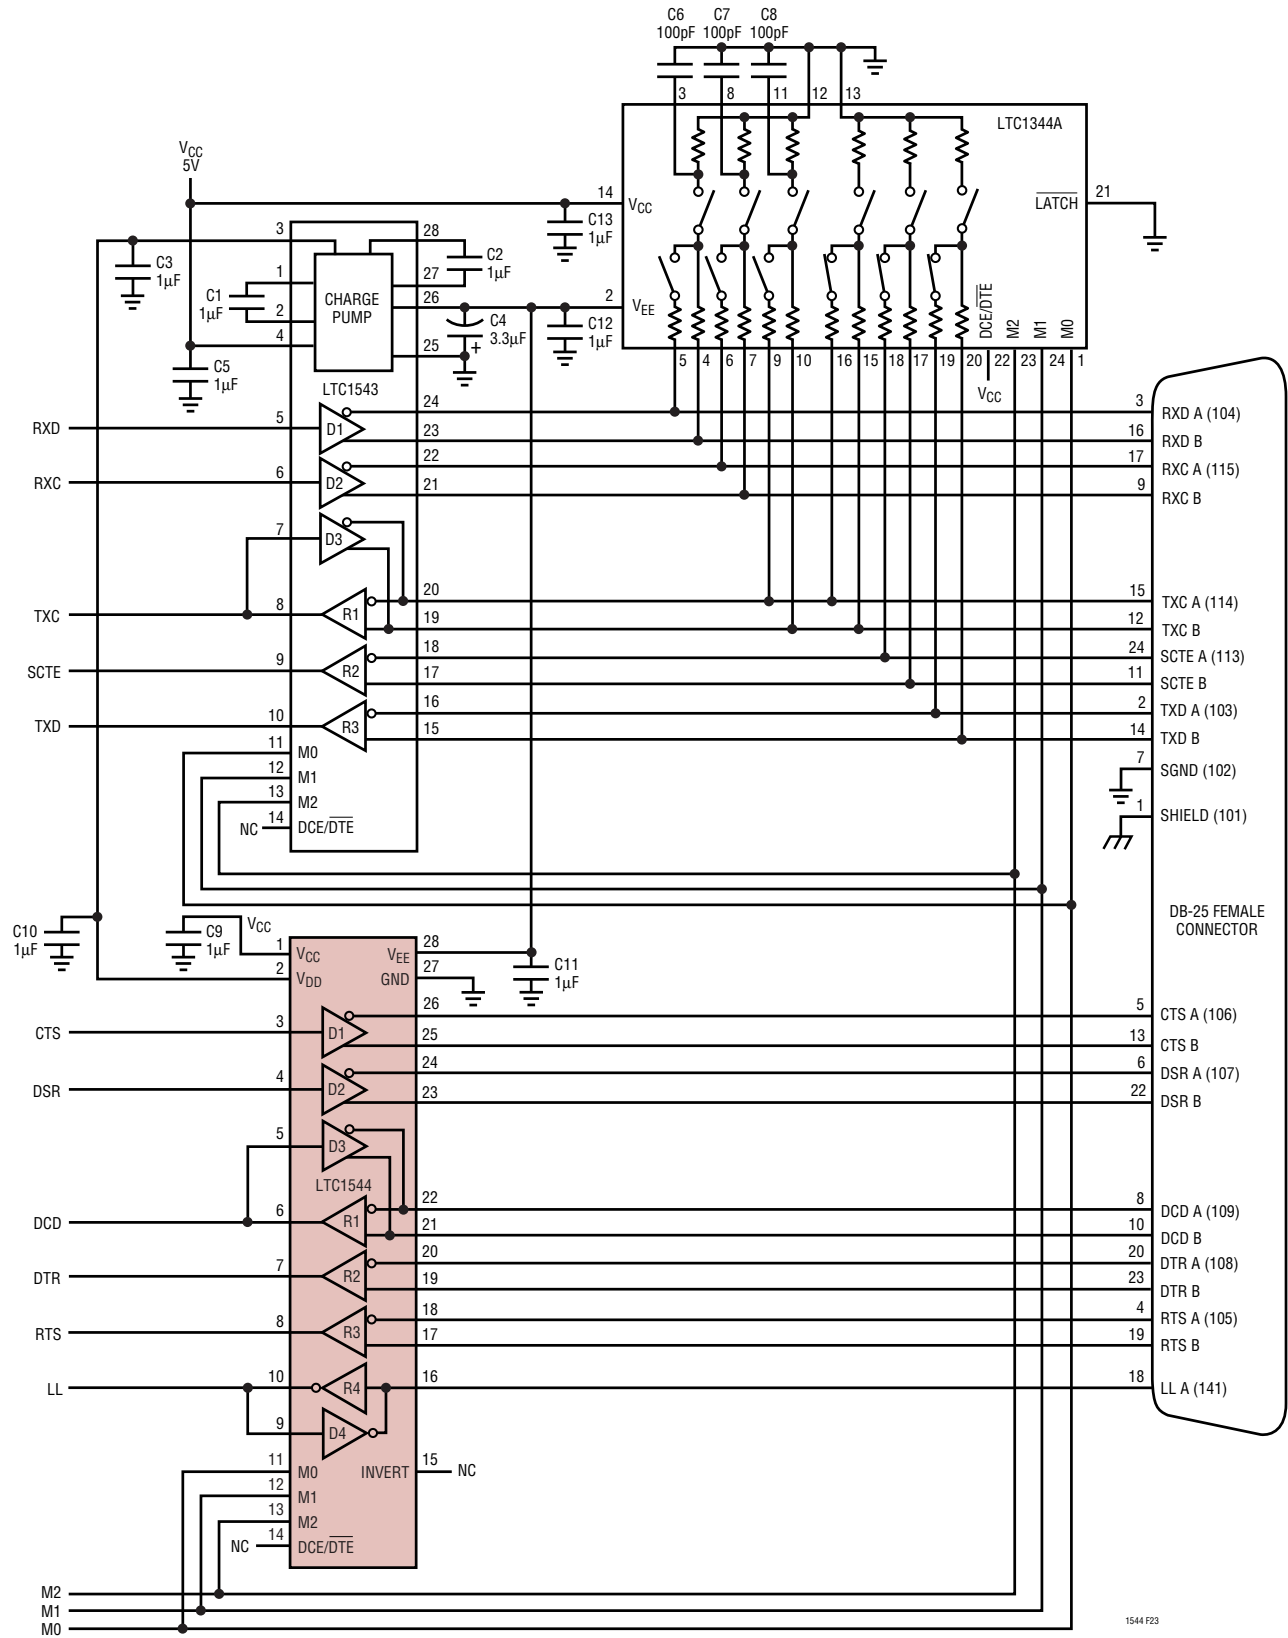 C6 C7 C8
100pF 100pF 100pF
3 8 11 12 13
LTC1344A
VCC
5V
14 VCC
LATCH 21
C13
1µF
3 28
C3
1µF
C2
1µF
1 27
C1
1µF
CHARGE
PUMP
2 26
2 VEE
C4
3.3µF
+
C12
1µF
4 25
DCE/DTE M2 M1 M0
C5
1µF
5 4 6 7 9 10 16 15 18 17 19 20 22 23 24 1
VCC
LTC1543
RXD 5 D1 24 3 RXD A (104)
23 16 RXD B
RXC 6 D2 22 17 RXC A (115)
21 9 RXC B
7 D3
TXC 8 R1 20 15 TXC A (114)
19 12 TXC B
SCTE 9 R2 18 24 SCTE A (113)
17 11 SCTE B
TXD 10 R3 16 2 TXD A (103)
15 14 TXD B
11 M0
12 M1
13 M2
NC 14 DCE/DTE
7 SGND (102)
1 SHIELD (101)
DB-25 FEMALE
CONNECTOR
C10
1µF
C9
1µF
VCC
1 VCC VEE 28
2 VDD GND 27
C11
1µF
CTS 3 D1 26 5 CTS A (106)
25 13 CTS B
DSR 4 D2 24 6 DSR A (107)
23 22 DSR B
5 D3
LTC1544
DCD 6 R1 22 8 DCD A (109)
21 10 DCD B
DTR 7 R2 20 20 DTR A (108)
19 23 DTR B
RTS 8 R3 18 4 RTS A (105)
17 19 RTS B
LL 10 R4 16 18 LL A (141)
9 D4
11 M0 INVERT 15 NC
12 M1
13 M2
NC 14 DCE/DTE
M2
M1
M0
1544 F23